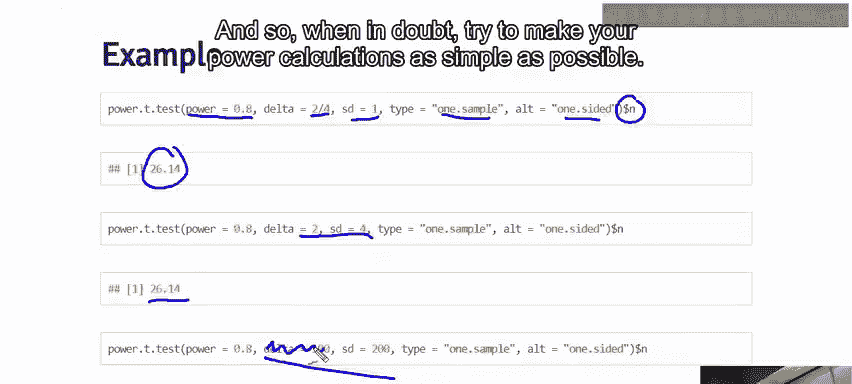 And so, when in doubt, try to make your
power calculations as simple as possible.
Example
power.t.test(power = 0.8, delta = 2/4, sd = 1, type = "one.sample", alt = "one.sided")$n
## [1] 26.14
power.t.test(power = 0.8, delta = 2, sd = 4, type = "one.sample", alt = "one.sided")$n
## [1] 26.14
power.t.test(power = 0.8, sd = 200, type = "one.sample", alt = "one.sided")$n